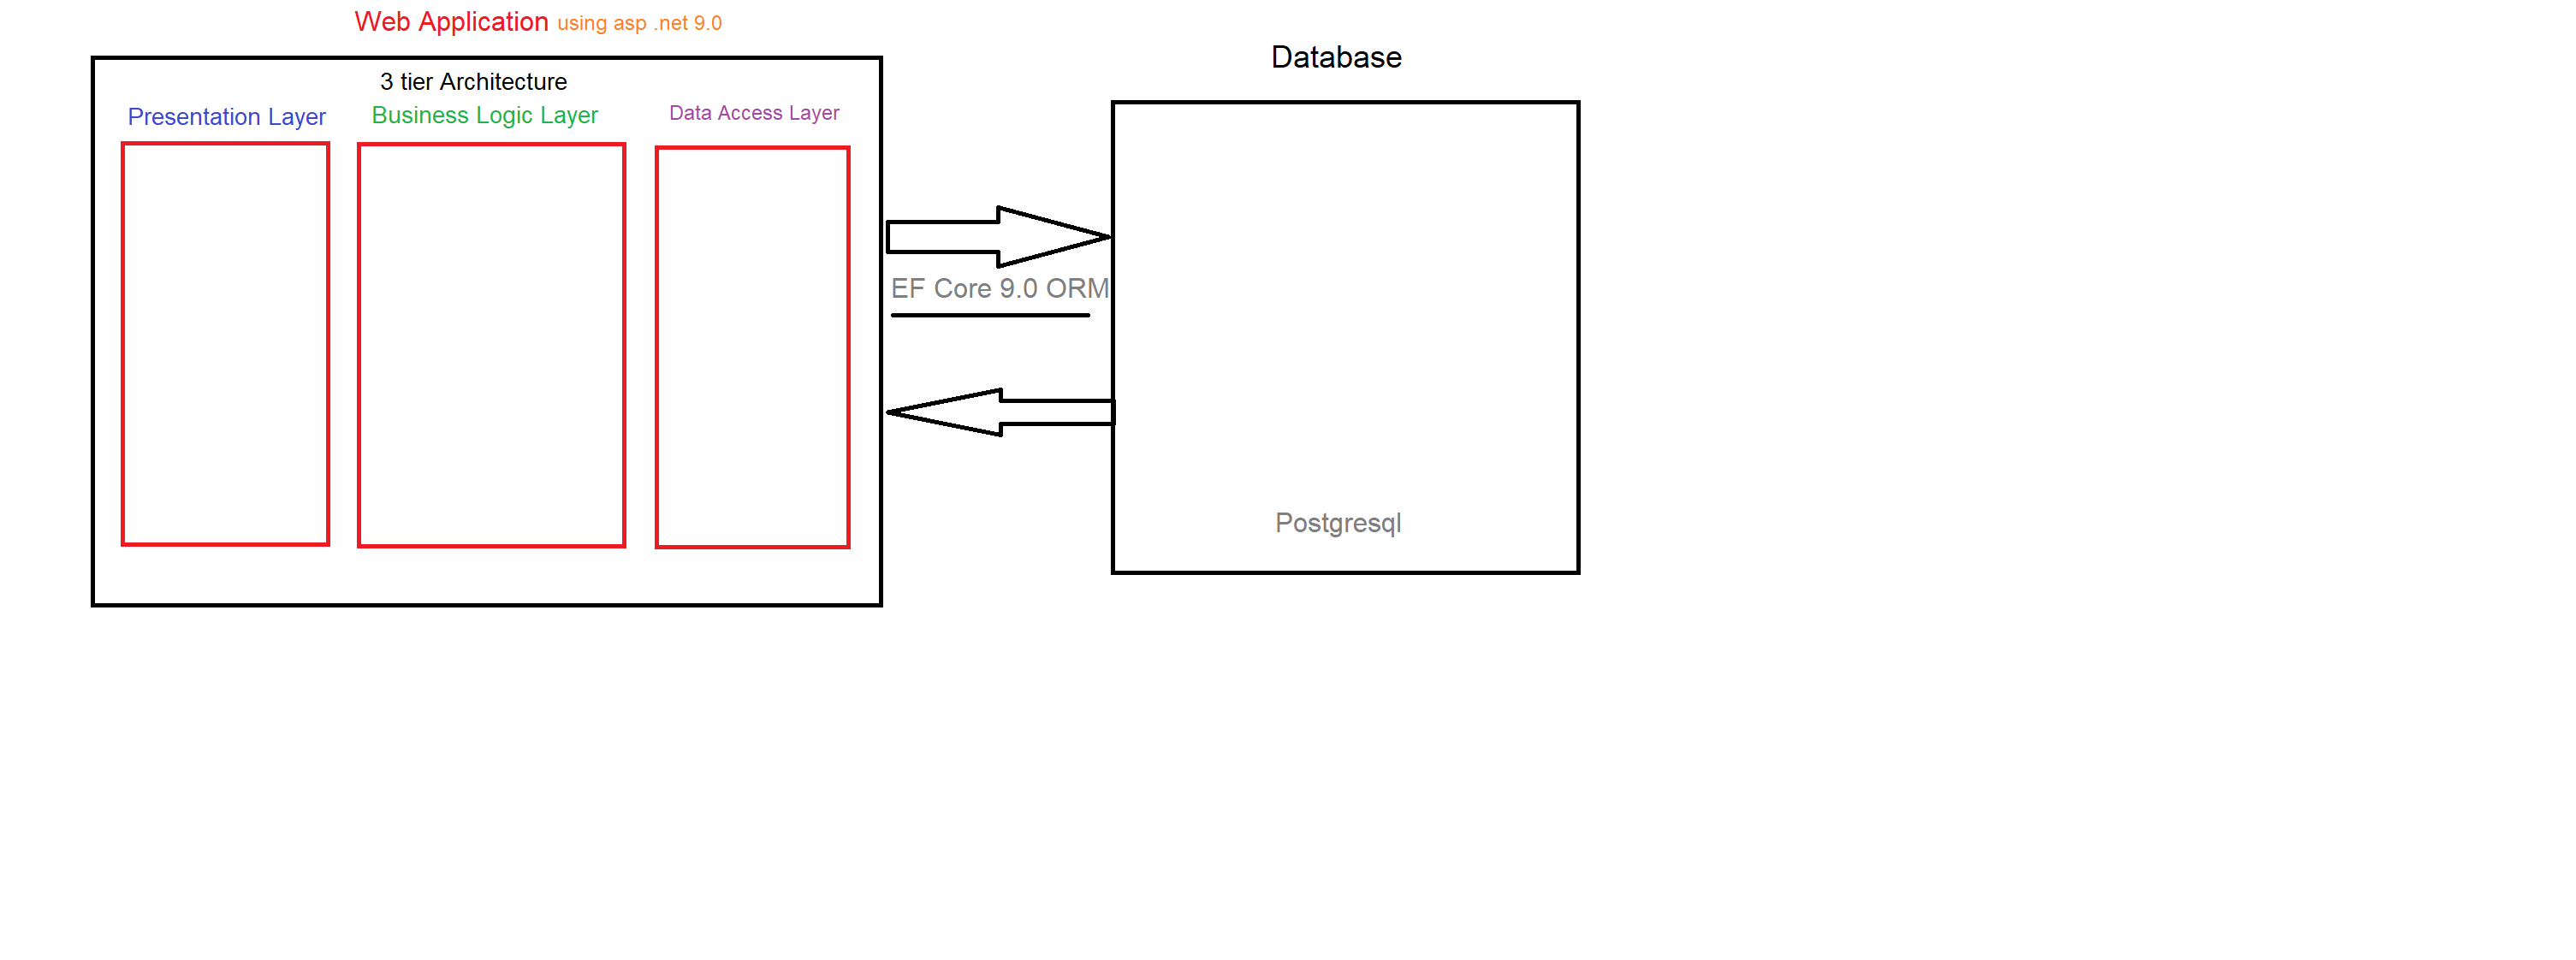 Web Application using asp .net 9.0
Database
3 tier Architecture
Presentation Layer
Business Logic Layer
Data Access Layer
EF Core 9.0 ORM
Postgresql